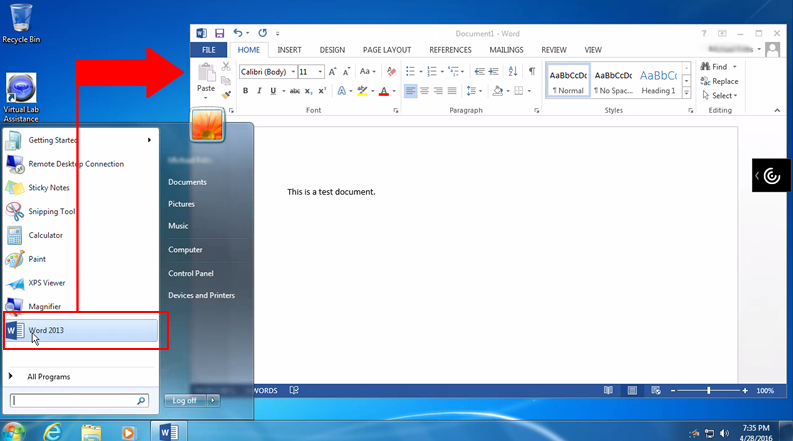 Recycle Bin
Virtual Lab
Assistance
Document1 - Word
FILE
HOME
INSERT
DESIGN
PAGE LAYOUT
REFERENCES
MAILINGS
REVIEW
VIEW
Paste
Calibri (Body)
11
Aa
B I U abc x₂ x²
A ab A
Font
Paragraph
AaBbCcDc
¶ Normal
AaBbCcDc
¶ No Spac...
AaBbCc
Heading 1
Styles
Find
Replace
Select
Editing
This is a test document.
Getting Started
Remote Desktop Connection
Sticky Notes
Snipping Tool
Calculator
Paint
XPS Viewer
Magnifier
Word 2013
All Programs
Documents
Pictures
Music
Computer
Control Panel
Devices and Printers
Log off
WORDS
100%
7:35 PM
4/28/2016